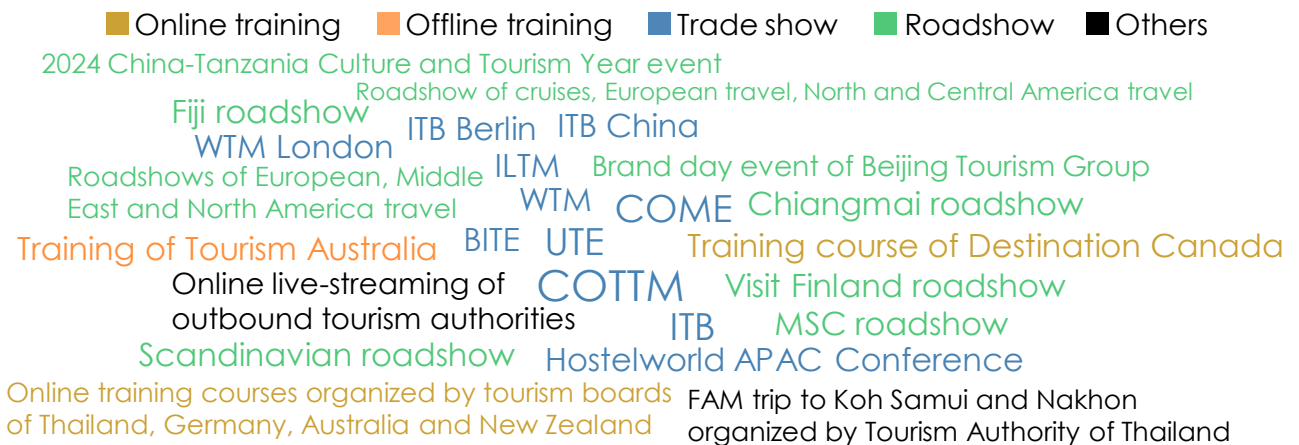 Online training Offline training Trade show Roadshow Others
2024 China-Tanzania Culture and Tourism Year event
Roadshow of cruises, European travel, North and Central America travel
Fiji roadshow
ITB Berlin ITB China
WTM London
ILTM Brand day event of Beijing Tourism Group
Roadshows of European, Middle
East and North America travel
WTM COME Chiangmai roadshow
Training of Tourism Australia BITE UTE Training course of Destination Canada
Online live-streaming of
outbound tourism authorities
COTTM Visit Finland roadshow
ITB MSC roadshow
Scandinavian roadshow Hostelworld APAC Conference
Online training courses organized by tourism boards
of Thailand, Germany, Australia and New Zealand
FAM trip to Koh Samui and Nakhon
organized by Tourism Authority of Thailand